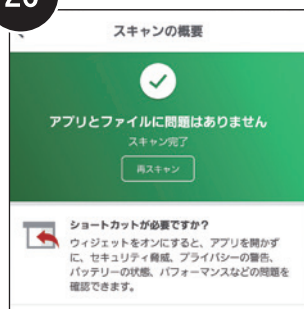 20
スキャンの概要
アプリとファイルに問題はありません
スキャン完了
再スキャン
ショートカットが必要ですか?
ウィジェットをオンにすると、アプリを開かず
に、セキュリティ脅威、プライバシーの警告、
バッテリーの状態、パフォーマンスなどの問題を
確認できます。